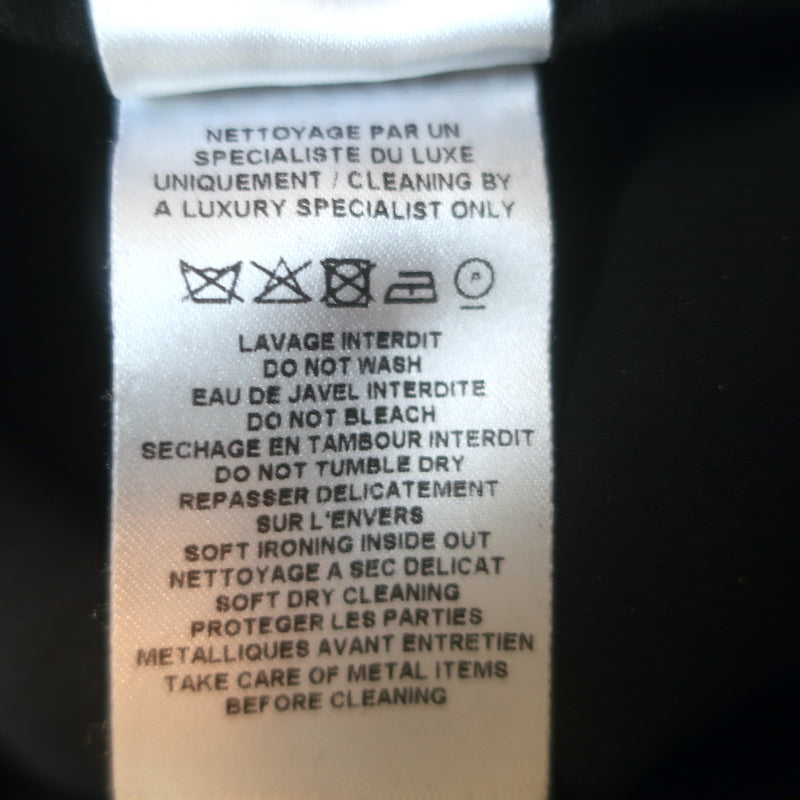 NETTOYAGE PAR UN
SPECIALISTE DU LUXE
UNIQUEMENT / CLEANING BY
A LUXURY SPECIALIST ONLY
P
LAVAGE INTERDIT
DO NOT WASH
EAU DE JAVEL INTERDITE
DO NOT BLEACH
SECHAGE EN TAMBOUR INTERDIT
DO NOT TUMBLE DRY
REPASSER DELICATEMENT
SUR L'ENVERS
SOFT IRONING INSIDE OUT
NETTOYAGE A SEC DELICAT
SOFT DRY CLEANING
PROTEGER LES PARTIES
METALLIQUES AVANT ENTRETIEN
TAKE CARE OF METAL ITEMS
BEFORE CLEANING